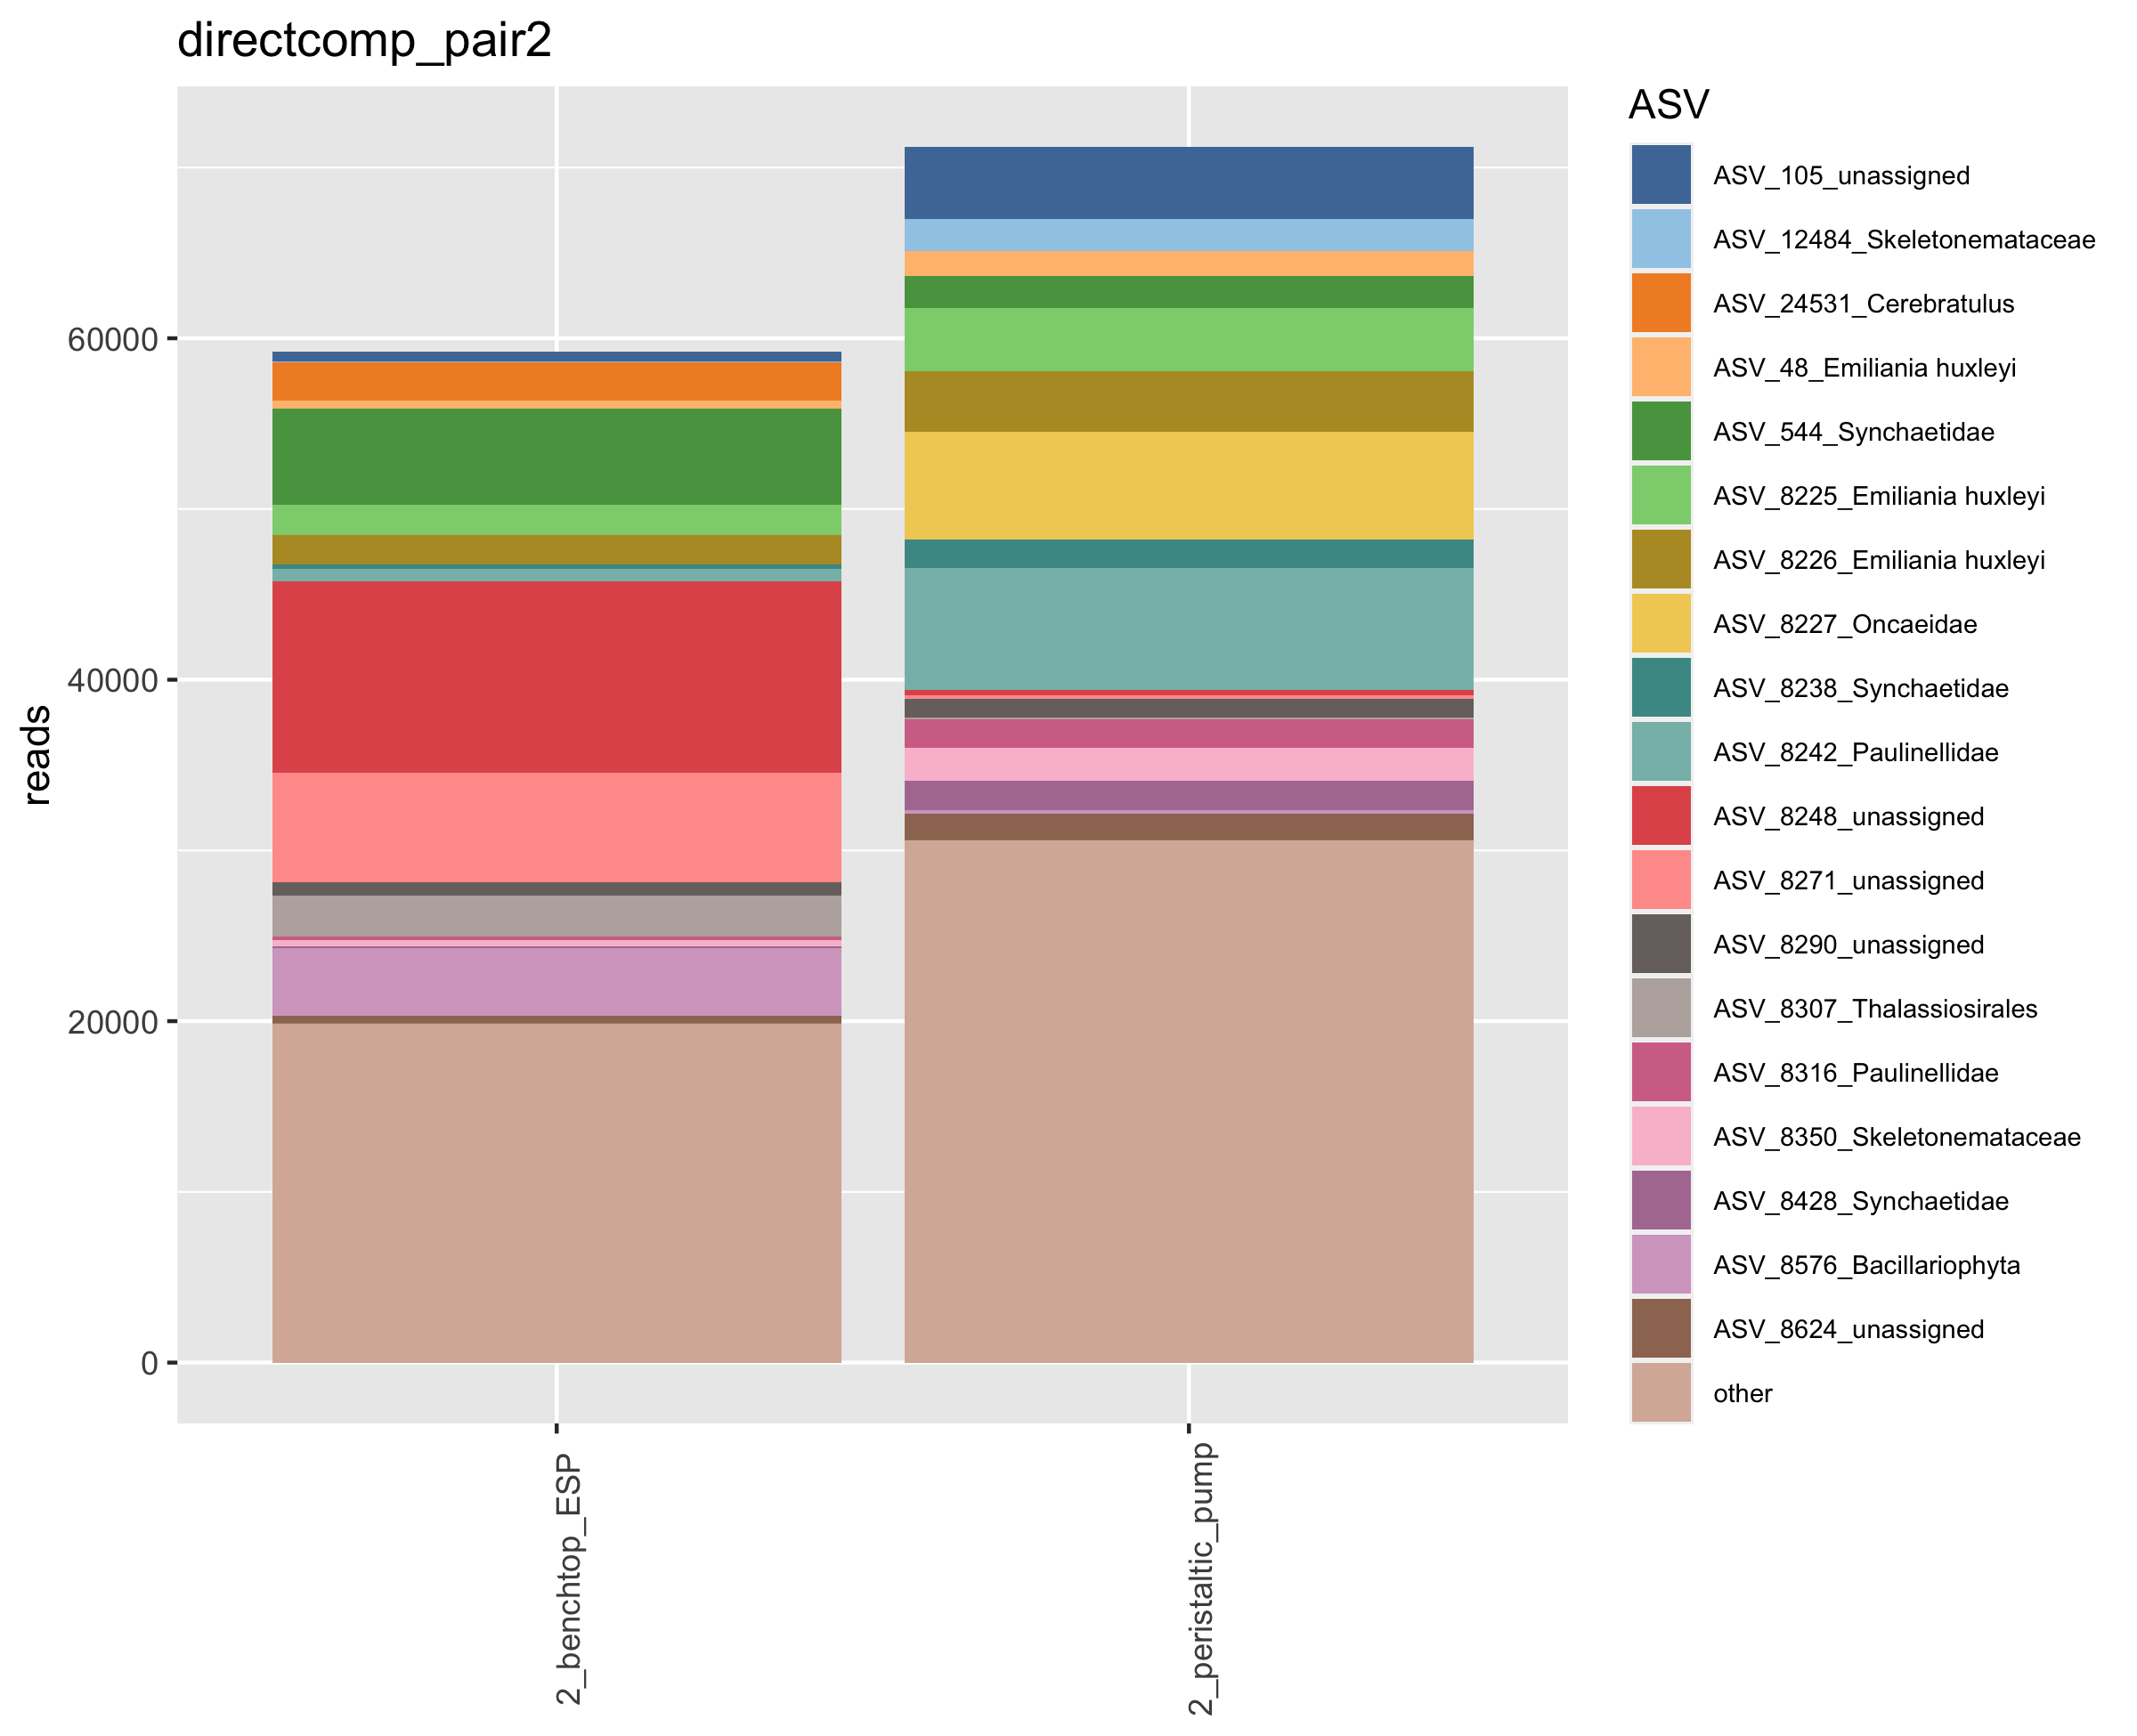 directcomp_pair2
reads
60000
40000
20000
0
2_benchtop_ESP
2_peristaltic_pump
ASV
ASV_105_unassigned
ASV_12484_Skeletonemataceae
ASV_24531_Cerebratulus
ASV_48_Emiliania huxleyi
ASV_544_Synchaetidae
ASV_8225_Emiliania huxleyi
ASV_8226_Emiliania huxleyi
ASV_8227_Oncaeidae
ASV_8238_Synchaetidae
ASV_8242_Paulinellidae
ASV_8248_unassigned
ASV_8271_unassigned
ASV_8290_unassigned
ASV_8307_Thalassiosirales
ASV_8316_Paulinellidae
ASV_8350_Skeletonemataceae
ASV_8428_Synchaetidae
ASV_8576_Bacillariophyta
ASV_8624_unassigned
other